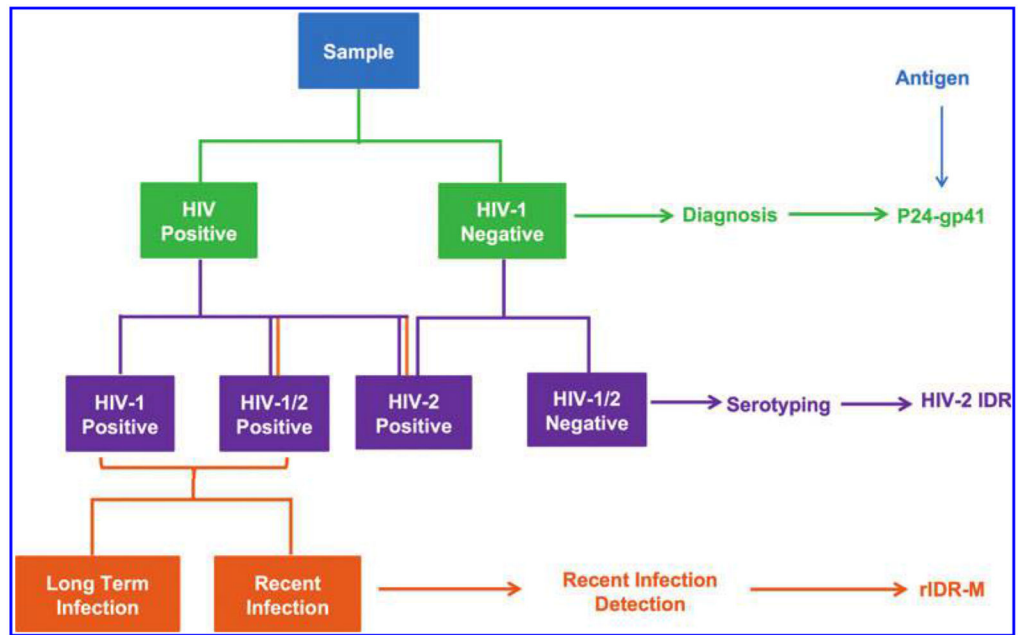 Sample
Antigen
HIV
Positive
HIV-1
Negative
Diagnosis
P24-gp41
HIV-1
Positive
HIV-1/2
Positive
HIV-2
Positive
HIV-1/2
Negative
Serotyping
HIV-2 IDR
Long Term
Infection
Recent
Infection
Recent Infection
Detection
rIDR-M